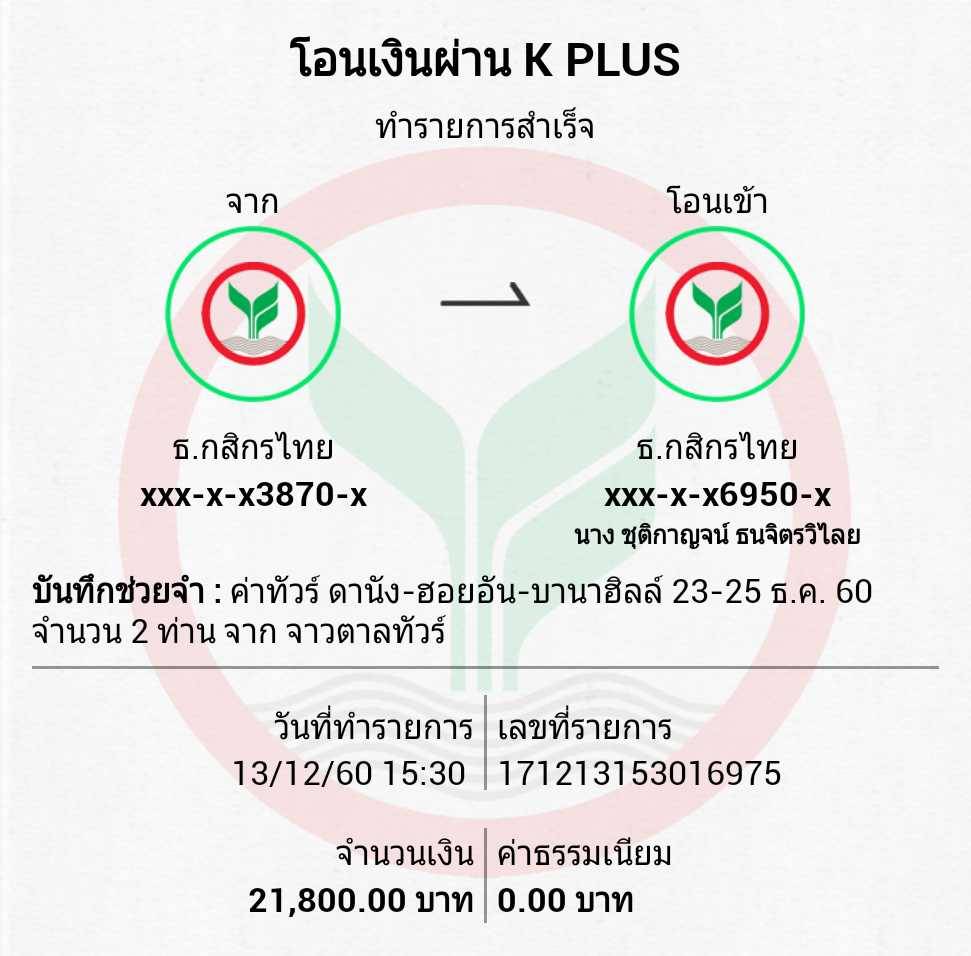 โอนเงินผ่าน K PLUS
ทำรายการสำเร็จ
จาก
โอนเข้า
ธ.กสิกรไทย
xxx-x-x3870-x
ธ.กสิกรไทย
xxx-x-x6950-x
นาง ชุติกาญจน์ ธนจิตรวิไลย
บันทึกช่วยจำ : ค่าทัวร์ ดานัง-ฮอยอัน-บานาฮิลล์ 23-25 ธ.ค. 60
จำนวน 2 ท่าน จาก จาวตาลทัวร์
วันที่ทำรายการ
13/12/60 15:30
เลขที่รายการ
171213153016975
จำนวนเงิน
21,800.00 บาท
ค่าธรรมเนียม
0.00 บาท